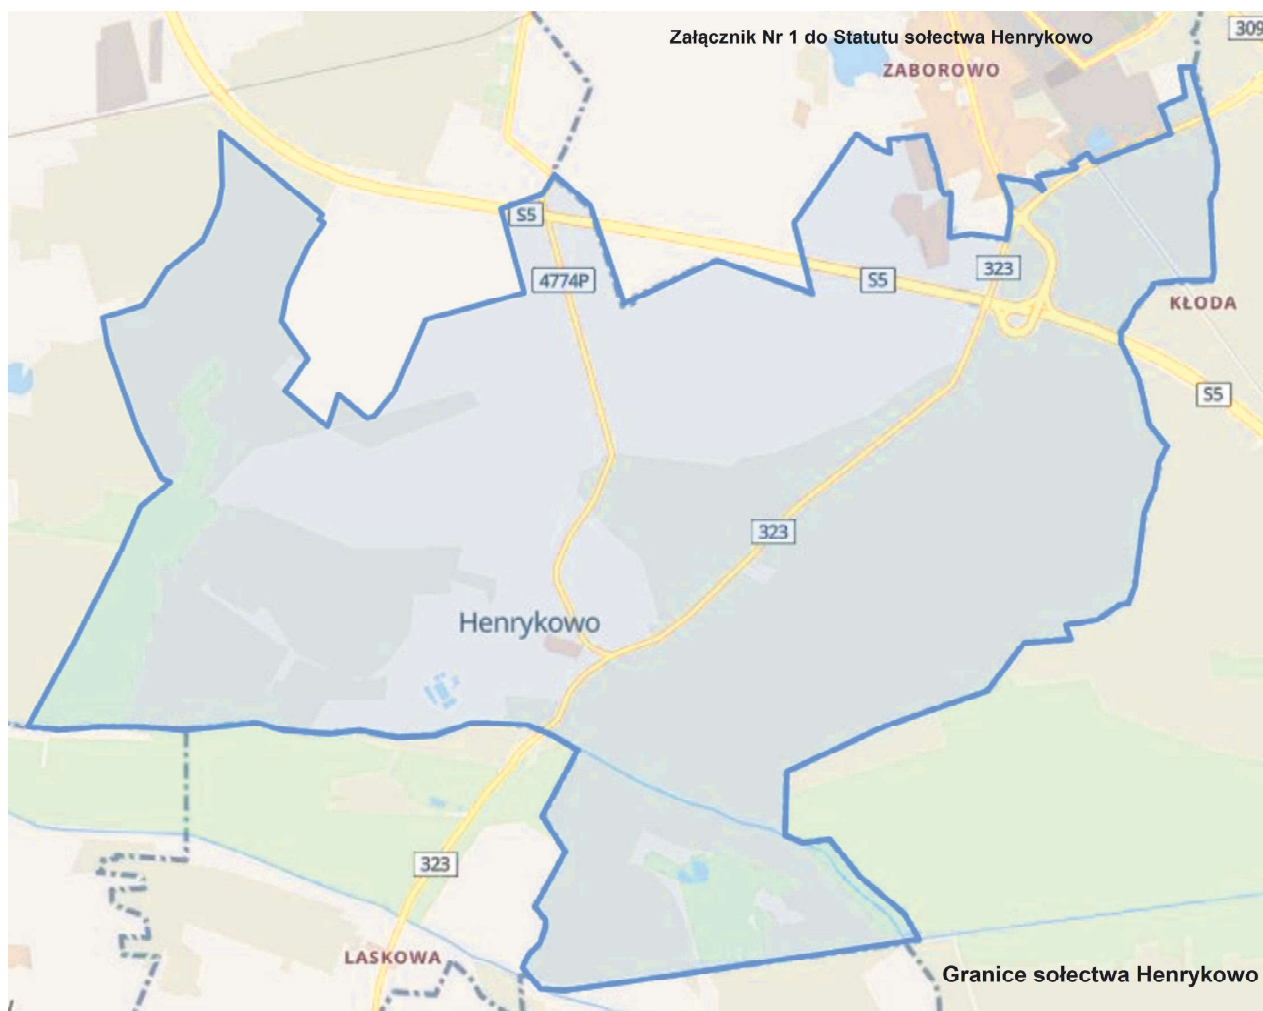 Załącznik Nr 1 do Statutu sołectwa Henrykowo
309
ZABOROWO
S5
4774P
S5
323
KŁODA
S5
323
Henrykowo
323
LASKOWA
Granice sołectwa Henrykowo